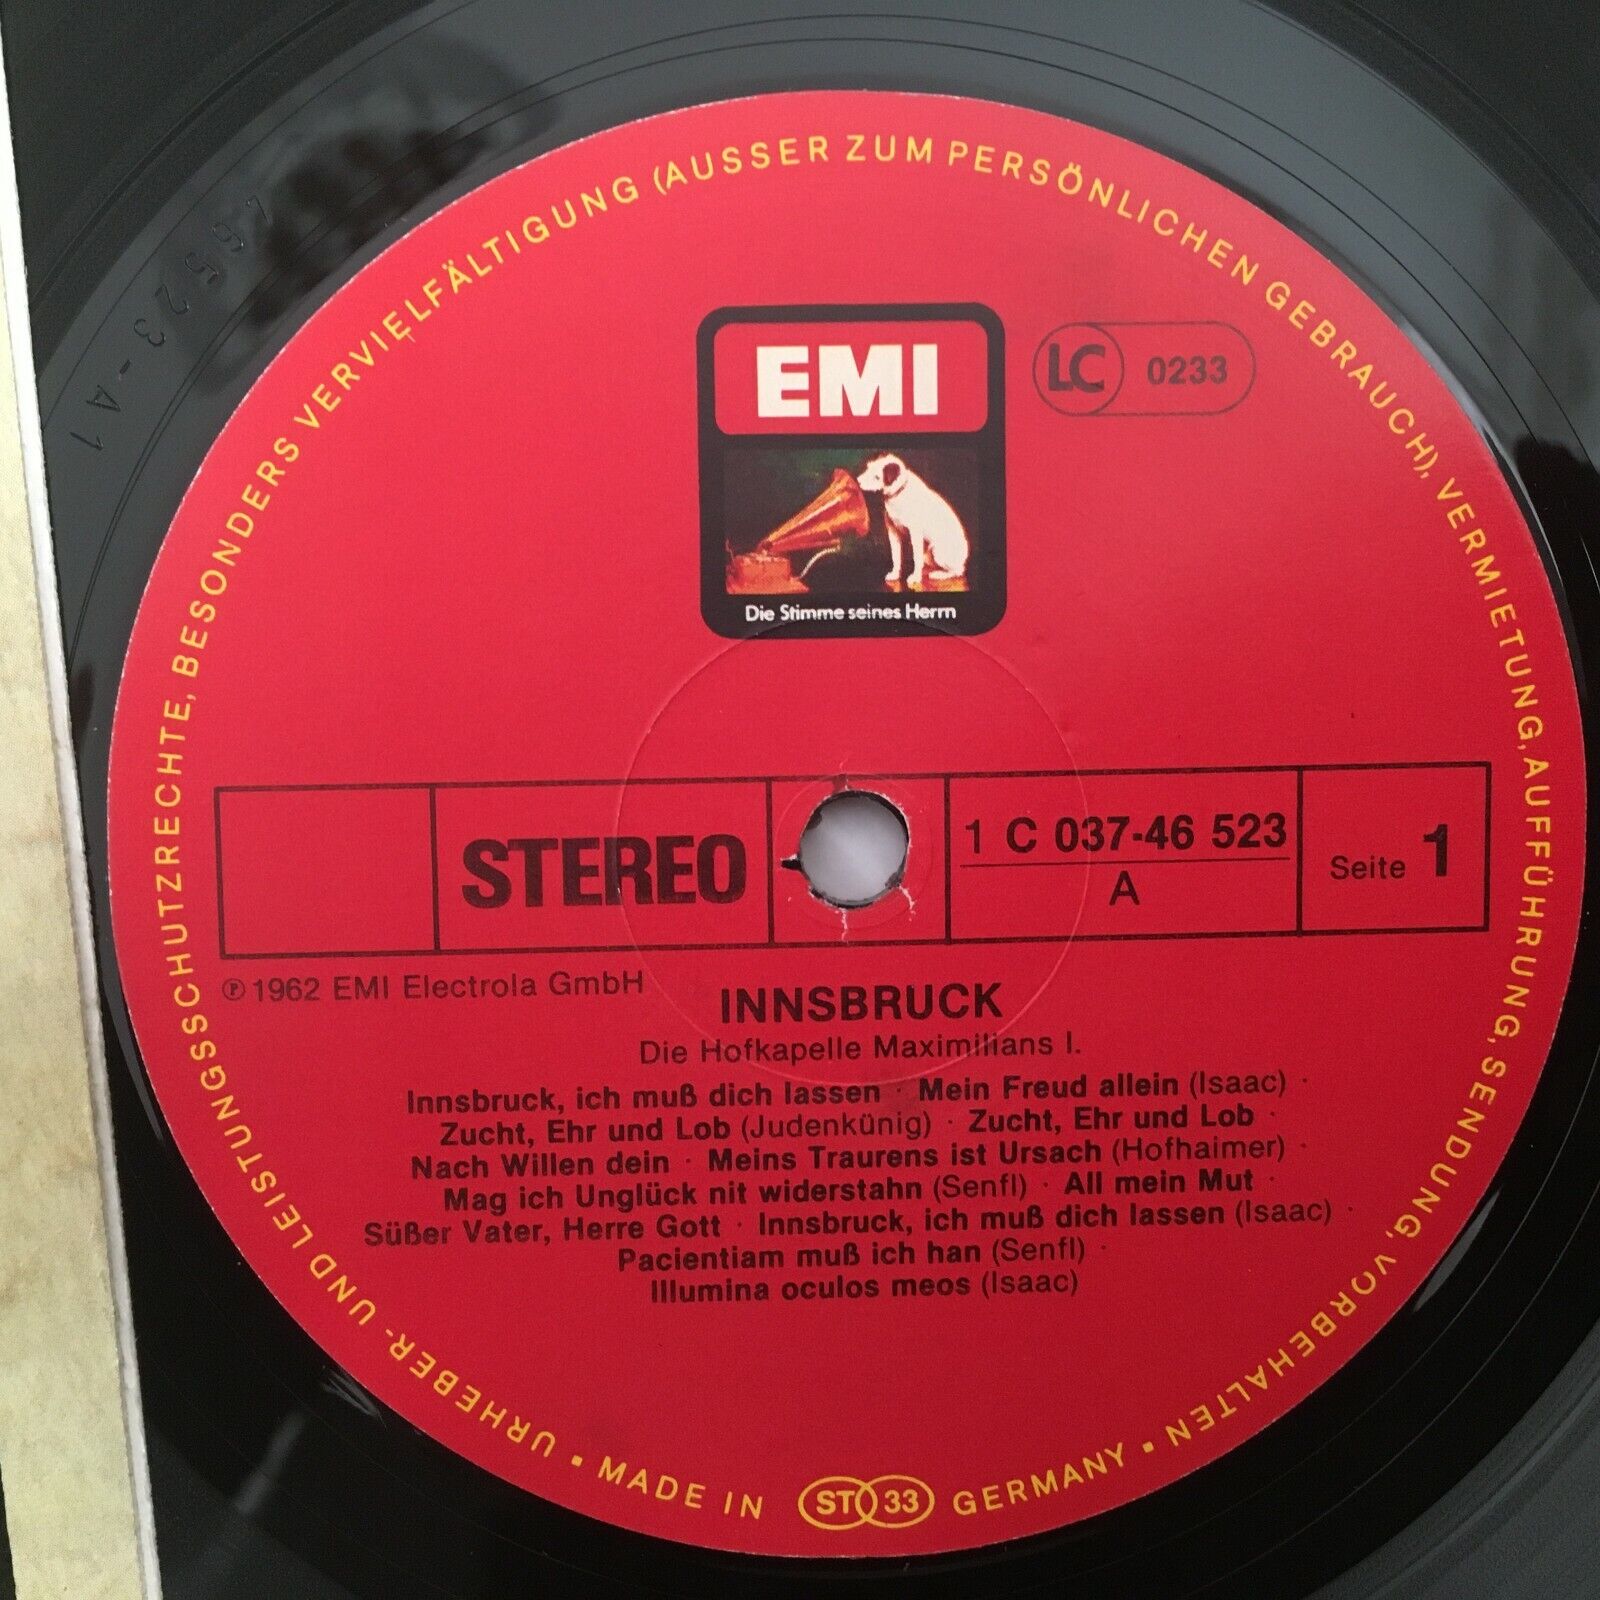 URHEBER- UND LEISTUNGSSCHUTZRECHTE, BESONDERS VERVIELFÄLTIGUNG (AUSSER ZUM PERSÖNLICHEN GEBRAUCH), VERMIETUNG, AUFFÜHRUNG, SENDUNG, VORBEHALTEN ▪
EMI
LC 0233
Die Stimme seines Herrn
STEREO
1 C 037-46 523
A
Seite 1
℗ 1962 EMI Electrola GmbH
INNSBRUCK
Die Hofkapelle Maximilians I.
Innsbruck, ich muß dich lassen · Mein Freud allein (Isaac) ·
Zucht, Ehr und Lob (Judenkünig) · Zucht, Ehr und Lob ·
Nach Willen dein · Meins Traurens ist Ursach (Hofhaimer) ·
Mag ich Unglück nit widerstahn (Senfl) · All mein Mut ·
Süßer Vater, Herre Gott · Innsbruck, ich muß dich lassen (Isaac) ·
Pacientiam muß ich han (Senfl) ·
Illumina oculos meos (Isaac)
▪ MADE IN ST 33 GERMANY
46523-A1